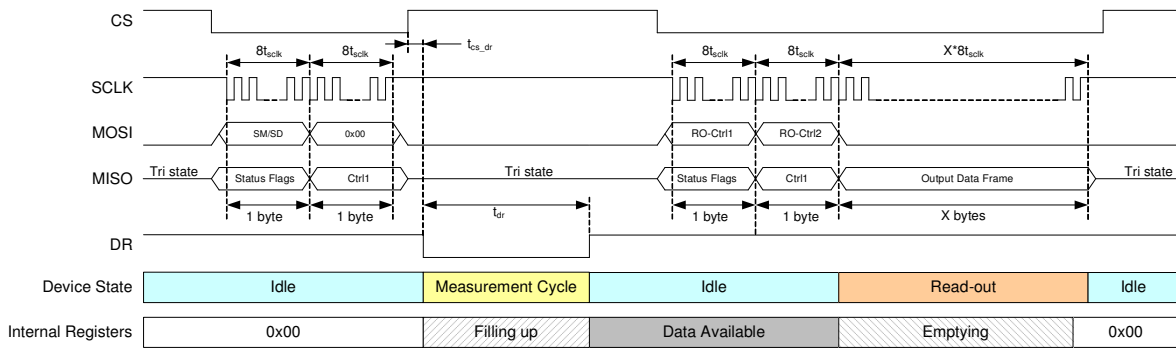 CS
t_cs_dr
8t_sclk 8t_sclk 8t_sclk 8t_sclk X*8t_sclk
SCLK
MOSI SM/SD 0x00 RO-Ctrl1 RO-Ctrl2
MISO Tri state Status Flags Ctrl1 Tri state Status Flags Ctrl1 Output Data Frame Tri state
1 byte 1 byte t_dr 1 byte 1 byte X bytes
DR
Device State Idle Measurement Cycle Idle Read-out Idle
Internal Registers 0x00 Filling up Data Available Emptying 0x00